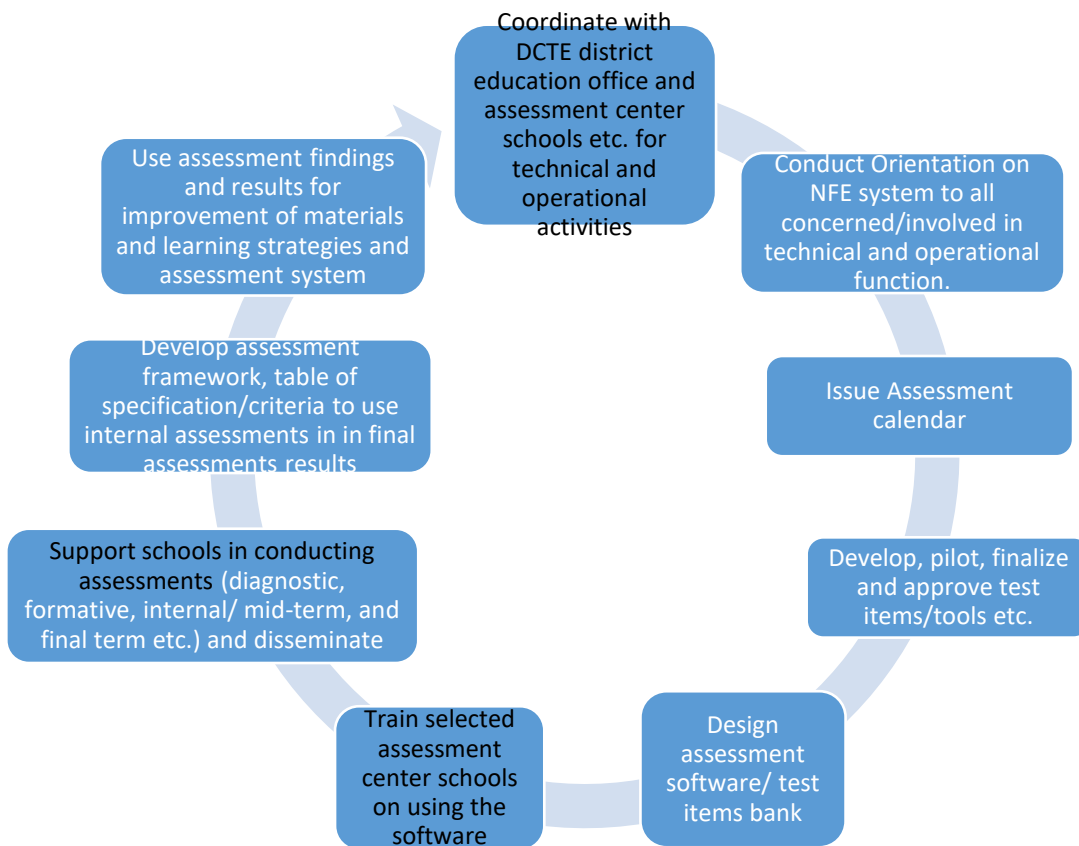 Coordinate with
DCTE district
education office and
assessment center
schools etc. for
technical and
operational
activities
Conduct Orientation on
NFE system to all
concerned/involved in
technical and operational
function.
Issue Assessment
calendar
Develop, pilot, finalize
and approve test
items/tools etc.
Design
assessment
software/ test
items bank
Train selected
assessment
center schools
on using the
software
Support schools in conducting
assessments (diagnostic,
formative, internal/ mid-term, and
final term etc.) and disseminate
Develop assessment
framework, table of
specification/criteria to use
internal assessments in in final
assessments results
Use assessment findings
and results for
improvement of materials
and learning strategies and
assessment system